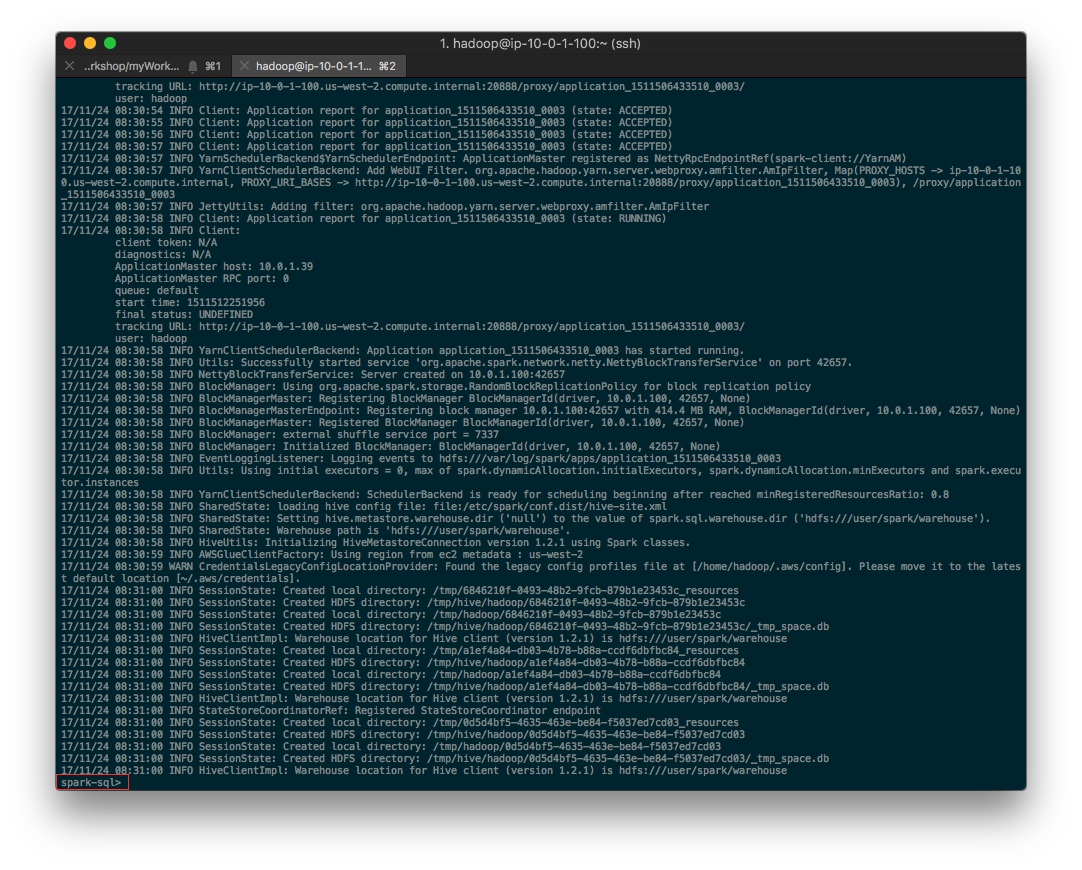 1. hadoop@ip-10-0-1-100:~ (ssh)
..rkshop/myWork... ⌘1 hadoop@ip-10-0-1-1... ⌘2
tracking URL: http://ip-10-0-1-100.us-west-2.compute.internal:20888/proxy/application_1511506433510_0003/
user: hadoop
17/11/24 08:30:54 INFO Client: Application report for application_1511506433510_0003 (state: ACCEPTED)
17/11/24 08:30:55 INFO Client: Application report for application_1511506433510_0003 (state: ACCEPTED)
17/11/24 08:30:56 INFO Client: Application report for application_1511506433510_0003 (state: ACCEPTED)
17/11/24 08:30:57 INFO Client: Application report for application_1511506433510_0003 (state: ACCEPTED)
17/11/24 08:30:57 INFO YarnSchedulerBackend$YarnSchedulerEndpoint: ApplicationMaster registered as NettyRpcEndpointRef(spark-client://YarnAM)
17/11/24 08:30:57 INFO YarnClientSchedulerBackend: Add WebUI Filter. org.apache.hadoop.yarn.server.webproxy.amfilter.AmIpFilter, Map(PROXY_HOSTS -> ip-10-0-1-10
0.us-west-2.compute.internal, PROXY_URI_BASES -> http://ip-10-0-1-100.us-west-2.compute.internal:20888/proxy/application_1511506433510_0003), /proxy/application
_1511506433510_0003
17/11/24 08:30:57 INFO JettyUtils: Adding filter: org.apache.hadoop.yarn.server.webproxy.amfilter.AmIpFilter
17/11/24 08:30:58 INFO Client: Application report for application_1511506433510_0003 (state: RUNNING)
17/11/24 08:30:58 INFO Client:
client token: N/A
diagnostics: N/A
ApplicationMaster host: 10.0.1.39
ApplicationMaster RPC port: 0
queue: default
start time: 1511512251956
final status: UNDEFINED
tracking URL: http://ip-10-0-1-100.us-west-2.compute.internal:20888/proxy/application_1511506433510_0003/
user: hadoop
17/11/24 08:30:58 INFO YarnClientSchedulerBackend: Application application_1511506433510_0003 has started running.
17/11/24 08:30:58 INFO Utils: Successfully started service 'org.apache.spark.network.netty.NettyBlockTransferService' on port 42657.
17/11/24 08:30:58 INFO NettyBlockTransferService: Server created on 10.0.1.100:42657
17/11/24 08:30:58 INFO BlockManager: Using org.apache.spark.storage.RandomBlockReplicationPolicy for block replication policy
17/11/24 08:30:58 INFO BlockManagerMaster: Registering BlockManager BlockManagerId(driver, 10.0.1.100, 42657, None)
17/11/24 08:30:58 INFO BlockManagerMasterEndpoint: Registering block manager 10.0.1.100:42657 with 414.4 MB RAM, BlockManagerId(driver, 10.0.1.100, 42657, None)
17/11/24 08:30:58 INFO BlockManagerMaster: Registered BlockManager BlockManagerId(driver, 10.0.1.100, 42657, None)
17/11/24 08:30:58 INFO BlockManager: external shuffle service port = 7337
17/11/24 08:30:58 INFO BlockManager: Initialized BlockManager: BlockManagerId(driver, 10.0.1.100, 42657, None)
17/11/24 08:30:58 INFO EventLoggingListener: Logging events to hdfs:///var/log/spark/apps/application_1511506433510_0003
17/11/24 08:30:58 INFO Utils: Using initial executors = 0, max of spark.dynamicAllocation.initialExecutors, spark.dynamicAllocation.minExecutors and spark.execu
tor.instances
17/11/24 08:30:58 INFO YarnClientSchedulerBackend: SchedulerBackend is ready for scheduling beginning after reached minRegisteredResourcesRatio: 0.8
17/11/24 08:30:58 INFO SharedState: loading hive config file: file:/etc/spark/conf.dist/hive-site.xml
17/11/24 08:30:58 INFO SharedState: Setting hive.metastore.warehouse.dir ('null') to the value of spark.sql.warehouse.dir ('hdfs:///user/spark/warehouse').
17/11/24 08:30:58 INFO SharedState: Warehouse path is 'hdfs:///user/spark/warehouse'.
17/11/24 08:30:58 INFO HiveUtils: Initializing HiveMetastoreConnection version 1.2.1 using Spark classes.
17/11/24 08:30:59 INFO AWSGlueClientFactory: Using region from ec2 metadata : us-west-2
17/11/24 08:30:59 WARN CredentialsLegacyConfigLocationProvider: Found the legacy config profiles file at [/home/hadoop/.aws/config]. Please move it to the lates
t default location [~/.aws/credentials].
17/11/24 08:31:00 INFO SessionState: Created local directory: /tmp/6846210f-0493-48b2-9fcb-879b1e23453c_resources
17/11/24 08:31:00 INFO SessionState: Created HDFS directory: /tmp/hive/hadoop/6846210f-0493-48b2-9fcb-879b1e23453c
17/11/24 08:31:00 INFO SessionState: Created local directory: /tmp/hadoop/6846210f-0493-48b2-9fcb-879b1e23453c
17/11/24 08:31:00 INFO SessionState: Created HDFS directory: /tmp/hive/hadoop/6846210f-0493-48b2-9fcb-879b1e23453c/_tmp_space.db
17/11/24 08:31:00 INFO HiveClientImpl: Warehouse location for Hive client (version 1.2.1) is hdfs:///user/spark/warehouse
17/11/24 08:31:00 INFO SessionState: Created local directory: /tmp/a1ef4a84-db03-4b78-b88a-ccdf6dbfbc84_resources
17/11/24 08:31:00 INFO SessionState: Created HDFS directory: /tmp/hive/hadoop/a1ef4a84-db03-4b78-b88a-ccdf6dbfbc84
17/11/24 08:31:00 INFO SessionState: Created local directory: /tmp/hadoop/a1ef4a84-db03-4b78-b88a-ccdf6dbfbc84
17/11/24 08:31:00 INFO SessionState: Created HDFS directory: /tmp/hive/hadoop/a1ef4a84-db03-4b78-b88a-ccdf6dbfbc84/_tmp_space.db
17/11/24 08:31:00 INFO HiveClientImpl: Warehouse location for Hive client (version 1.2.1) is hdfs:///user/spark/warehouse
17/11/24 08:31:00 INFO StateStoreCoordinatorRef: Registered StateStoreCoordinator endpoint
17/11/24 08:31:00 INFO SessionState: Created local directory: /tmp/0d5d4bf5-4635-463e-be84-f5037ed7cd03_resources
17/11/24 08:31:00 INFO SessionState: Created HDFS directory: /tmp/hive/hadoop/0d5d4bf5-4635-463e-be84-f5037ed7cd03
17/11/24 08:31:00 INFO SessionState: Created local directory: /tmp/hadoop/0d5d4bf5-4635-463e-be84-f5037ed7cd03
17/11/24 08:31:00 INFO SessionState: Created HDFS directory: /tmp/hive/hadoop/0d5d4bf5-4635-463e-be84-f5037ed7cd03/_tmp_space.db
17/11/24 08:31:00 INFO HiveClientImpl: Warehouse location for Hive client (version 1.2.1) is hdfs:///user/spark/warehouse
spark-sql>